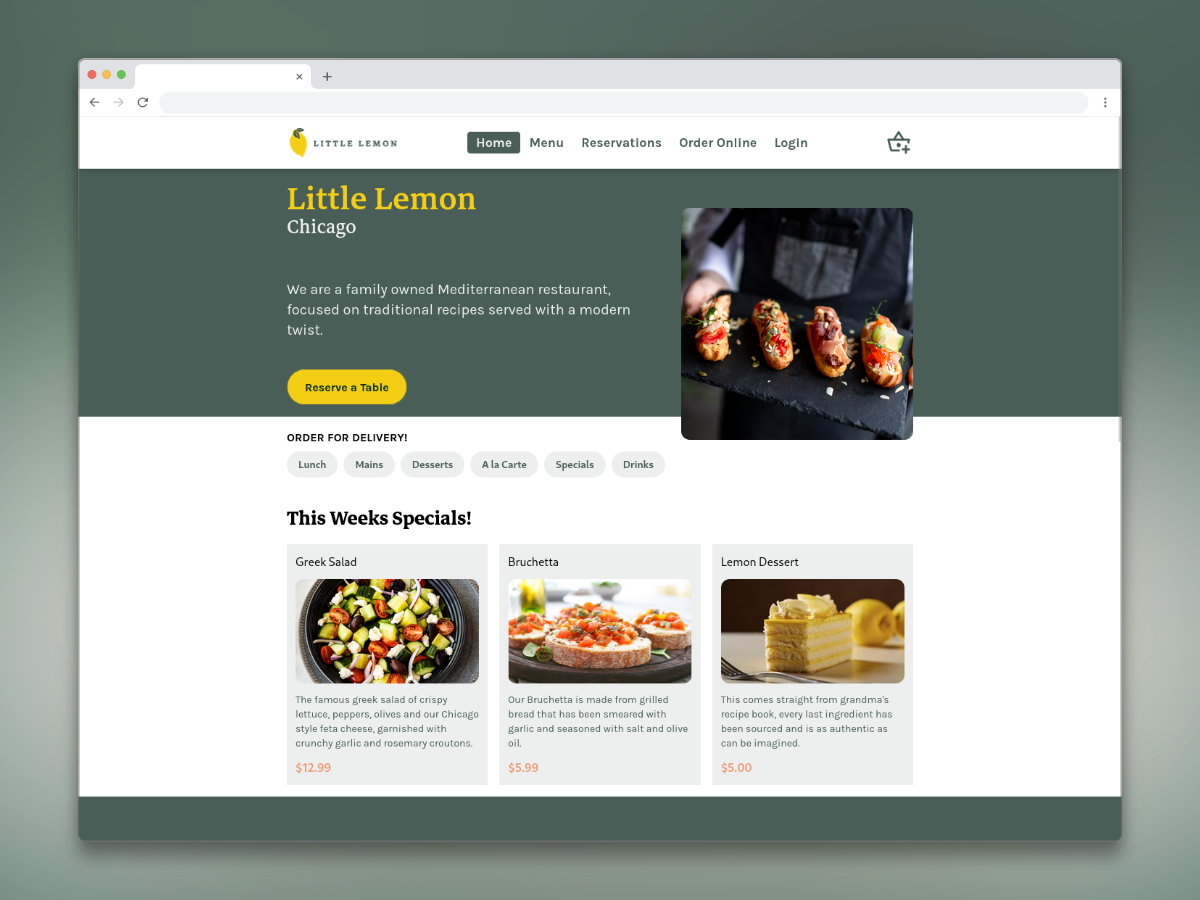 LITTLE LEMON
Home Menu Reservations Order Online Login
Little Lemon
Chicago
We are a family owned Mediterranean restaurant,
focused on traditional recipes served with a modern
twist.
Reserve a Table
ORDER FOR DELIVERY!
Lunch Mains Desserts A la Carte Specials Drinks
This Weeks Specials!
Greek Salad
The famous greek salad of crispy
lettuce, peppers, olives and our Chicago
style feta cheese, garnished with
crunchy garlic and rosemary croutons.
$12.99
Bruchetta
Our Bruchetta is made from grilled
bread that has been smeared with
garlic and seasoned with salt and olive
oil.
$5.99
Lemon Dessert
This comes straight from grandma's
recipe book, every last ingredient has
been sourced and is as authentic as
can be imagined.
$5.00